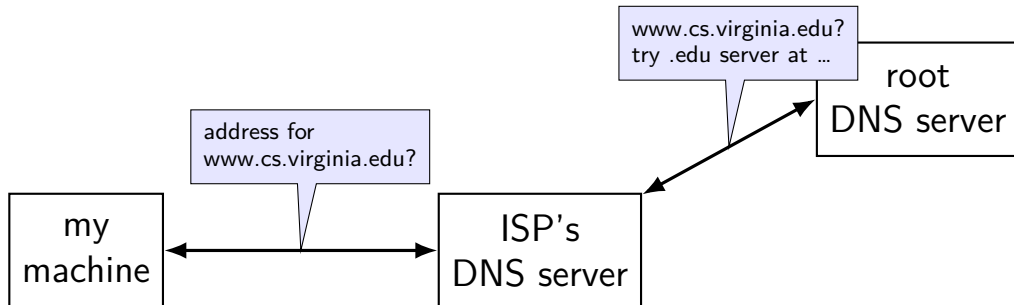 www.cs.virginia.edu?
try .edu server at ...
root
DNS server
address for
www.cs.virginia.edu?
my
machine
ISP's
DNS server